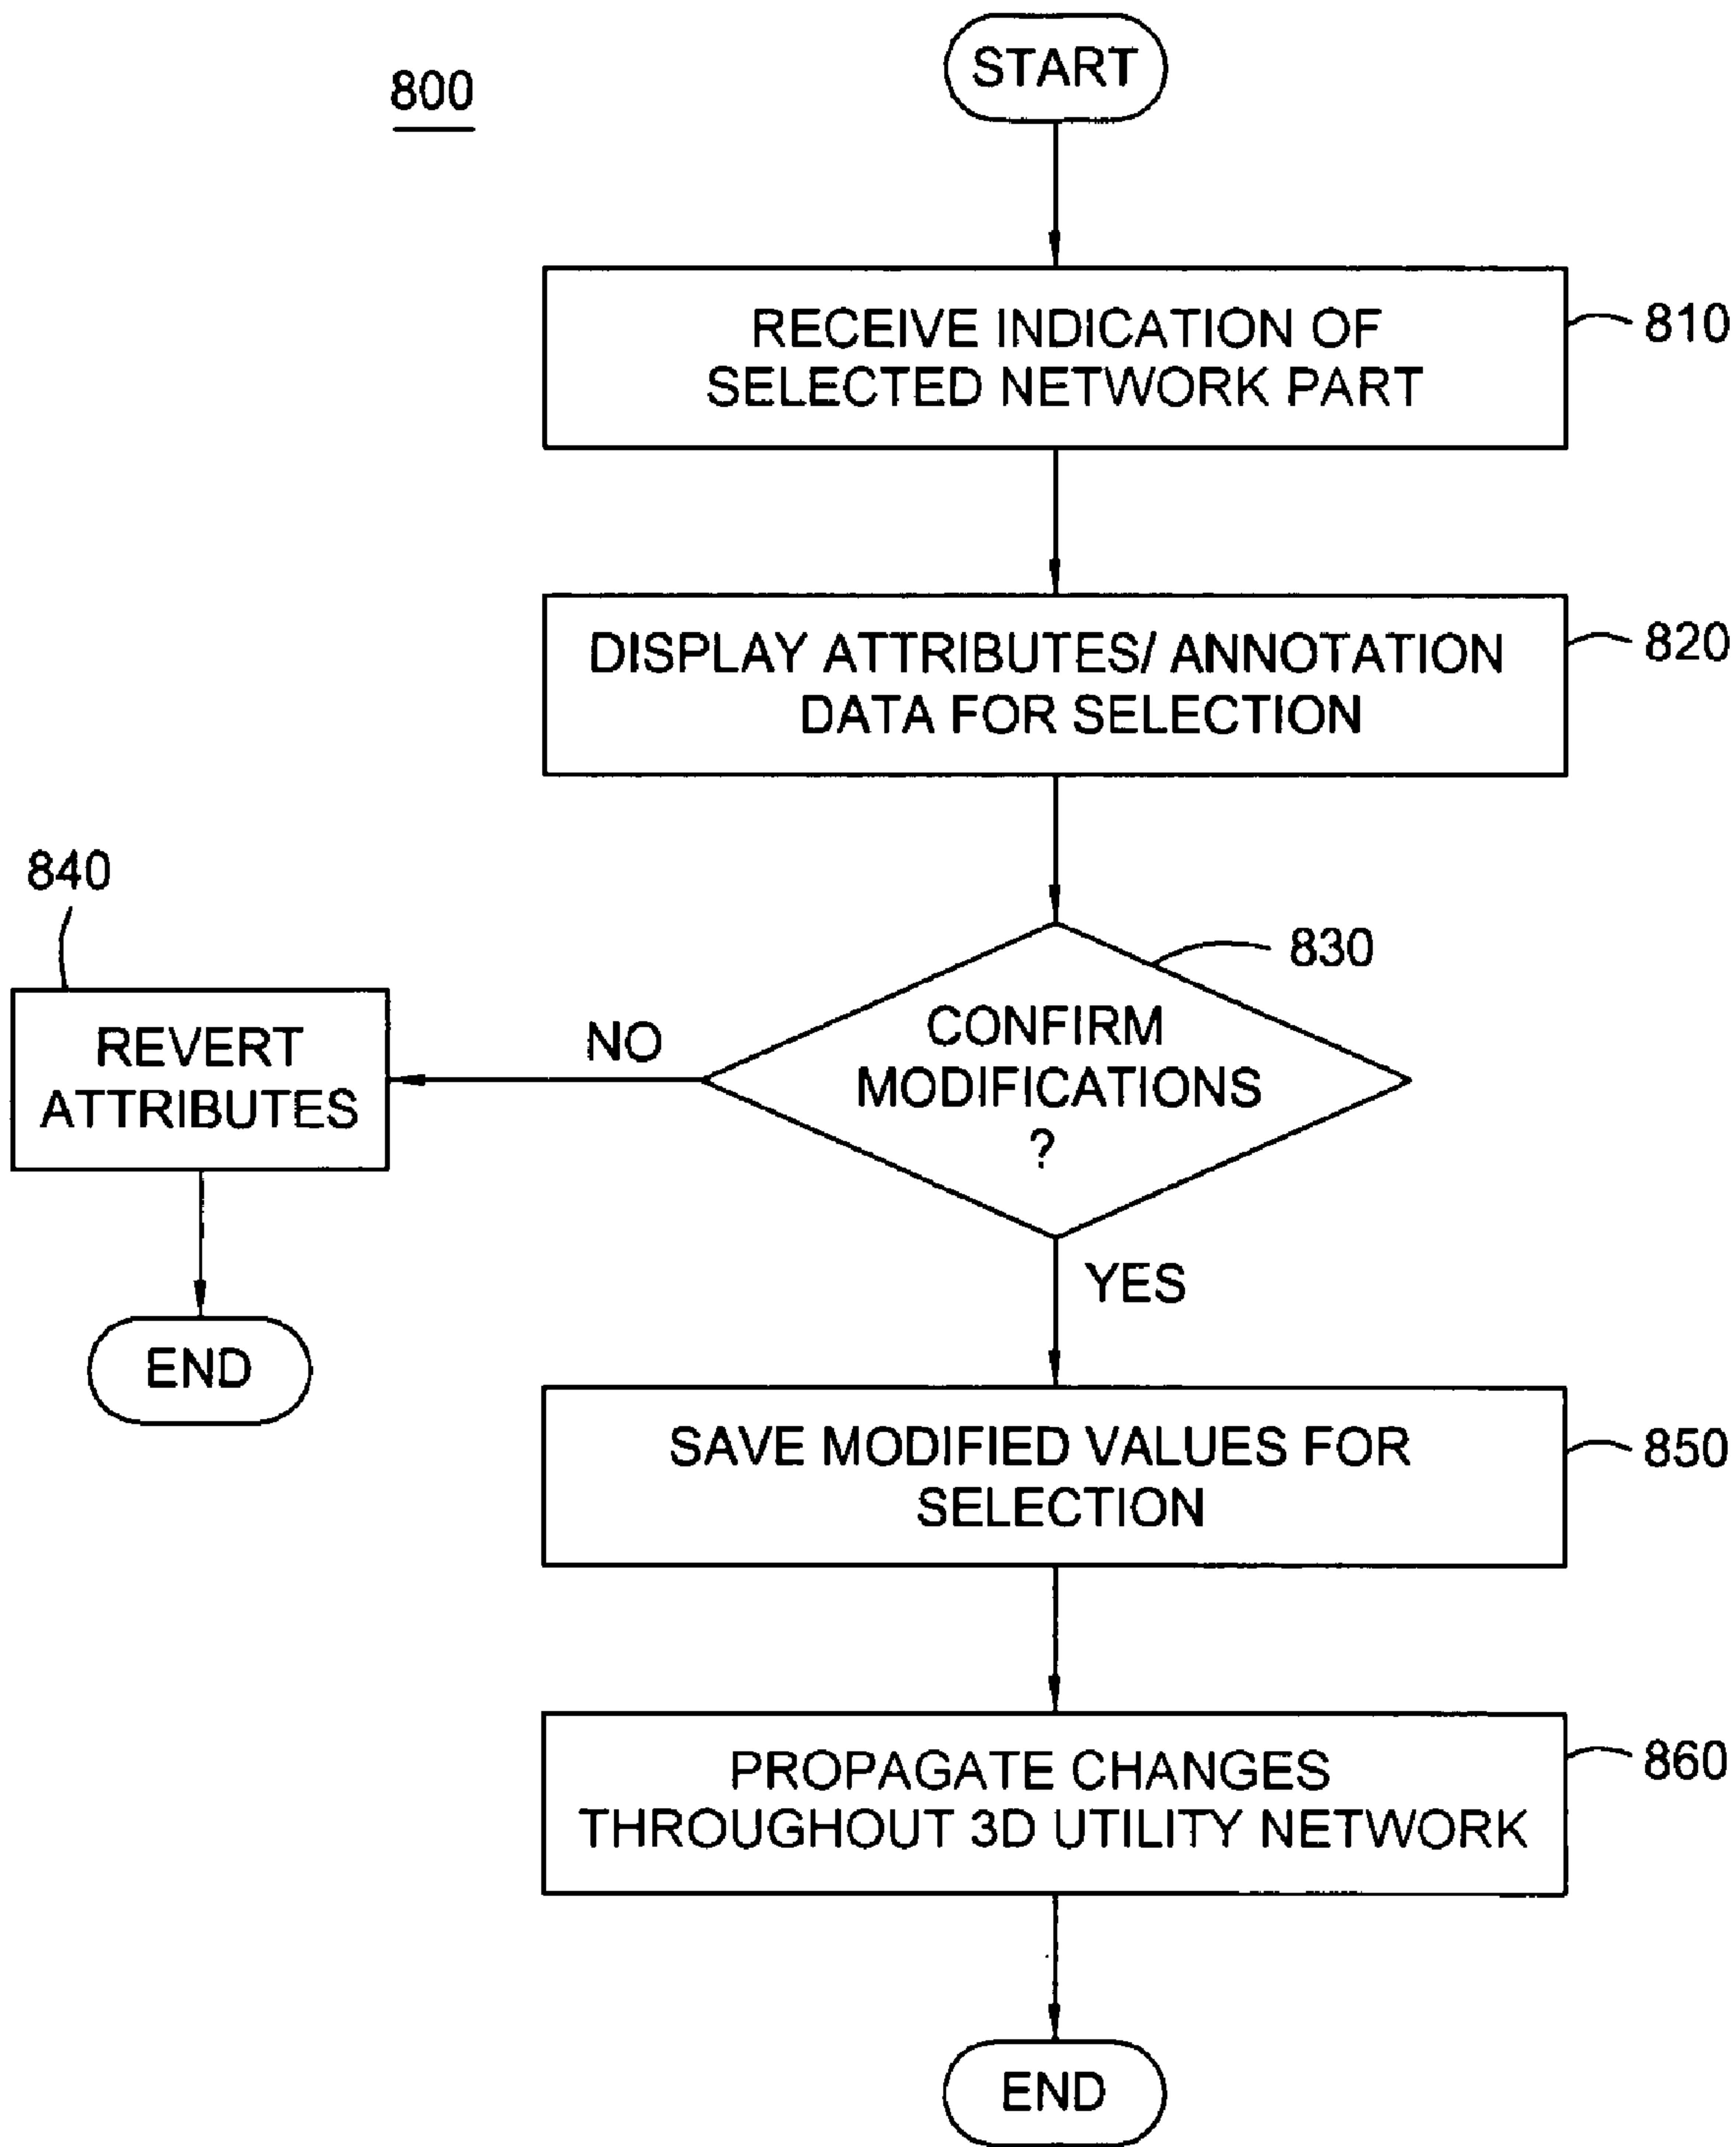 START
800
RECEIVE INDICATION OF
SELECTED NETWORK PART
810
DISPLAY ATTRIBUTES/ ANNOTATION
DATA FOR SELECTION
820
840
830
CONFIRM
MODIFICATIONS
?
NO
REVERT
ATTRIBUTES
YES
END
SAVE MODIFIED VALUES FOR
SELECTION
850
PROPAGATE CHANGES
THROUGHOUT 3D UTILITY NETWORK
860
END